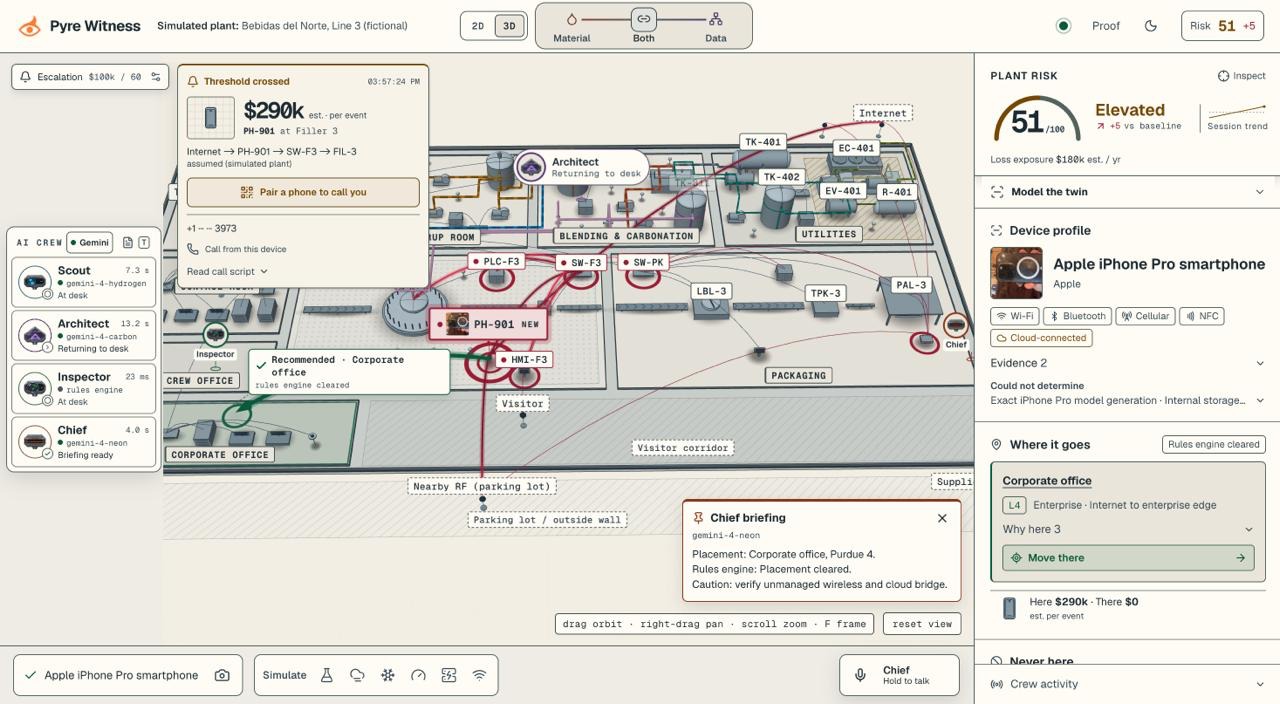 Pyre Witness
Simulated plant: Bebidas del Norte, Line 3 (fictional)
2D
3D
Material
Both
Data
Proof
Risk 51 +5
Escalation $100k / 60
Threshold crossed 03:57:24 PM
$290k est. · per event
PH-901 at Filler 3
Internet → PH-901 → SW-F3 → FIL-3
assumed (simulated plant)
Pair a phone to call you
Call from this device
Read call script
AI CREW
Gemini
T
Scout 7.3 s
gemini-4-hydrogen
At desk
Architect 13.2 s
gemini-4-carbon
Returning to desk
Inspector 23 ms
rules engine
At desk
Chief 4.0 s
gemini-4-neon
Briefing ready
Internet
TK-401
EC-401
Architect
Returning to desk
TK-411
TK-402
EV-401
R-401
BLENDING & CARBONATION
UTILITIES
PLC-F3
SW-F3
SW-PK
LBL-3
TPK-3
PAL-3
PH-901 NEW
Inspector
Chief
Recommended · Corporate
office
rules engine cleared
HMI-F3
CREW OFFICE
PACKAGING
Visitor
Visitor corridor
CORPORATE OFFICE
Nearby RF (parking lot)
Parking lot / outside wall
Chief briefing
gemini-4-neon
Placement: Corporate office, Purdue 4.
Rules engine: Placement cleared.
Caution: verify unmanaged wireless and cloud bridge.
drag orbit · right-drag pan · scroll zoom · F frame
reset view
Apple iPhone Pro smartphone
Simulate
Chief
Hold to talk
PLANT RISK
Inspect
51/100
Elevated
+5 vs baseline
Session trend
Loss exposure $180k est. / yr
Model the twin
Device profile
Apple iPhone Pro smartphone
Apple
Wi-Fi
Bluetooth
Cellular
NFC
Cloud-connected
Evidence 2
Could not determine
Exact iPhone Pro model generation · Internal storage...
Where it goes
Rules engine cleared
Corporate office
L4 Enterprise · Internet to enterprise edge
Why here 3
Move there
Here $290k · There $0
est. per event
Never here
Crew activity